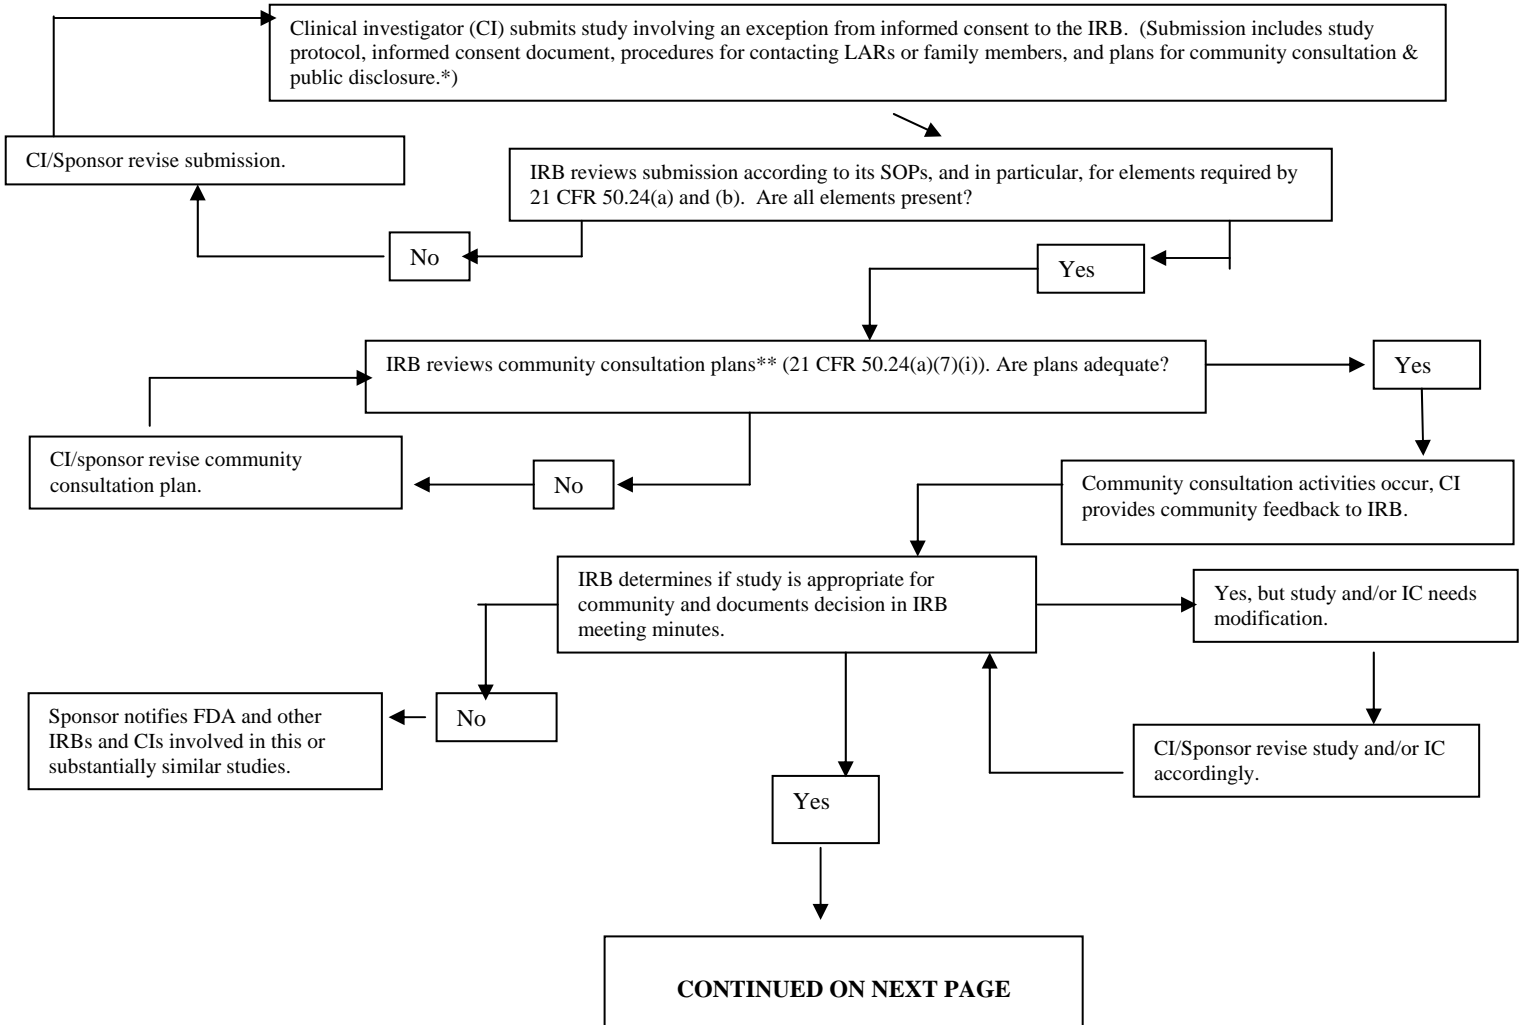 Clinical investigator (CI) submits study involving an exception from informed consent to the IRB.  (Submission includes study
protocol, informed consent document, procedures for contacting LARs or family members, and plans for community consultation &
public disclosure.*)
CI/Sponsor revise submission.
IRB reviews submission according to its SOPs, and in particular, for elements required by
21 CFR 50.24(a) and (b).  Are all elements present?
No
Yes
IRB reviews community consultation plans** (21 CFR 50.24(a)(7)(i)). Are plans adequate?
Yes
CI/sponsor revise community
consultation plan.
No
Community consultation activities occur, CI
provides community feedback to IRB.
IRB determines if study is appropriate for
community and documents decision in IRB
meeting minutes.
Yes, but study and/or IC needs
modification.
Sponsor notifies FDA and other
IRBs and CIs involved in this or
substantially similar studies.
No
CI/Sponsor revise study and/or IC
accordingly.
Yes
CONTINUED ON NEXT PAGE